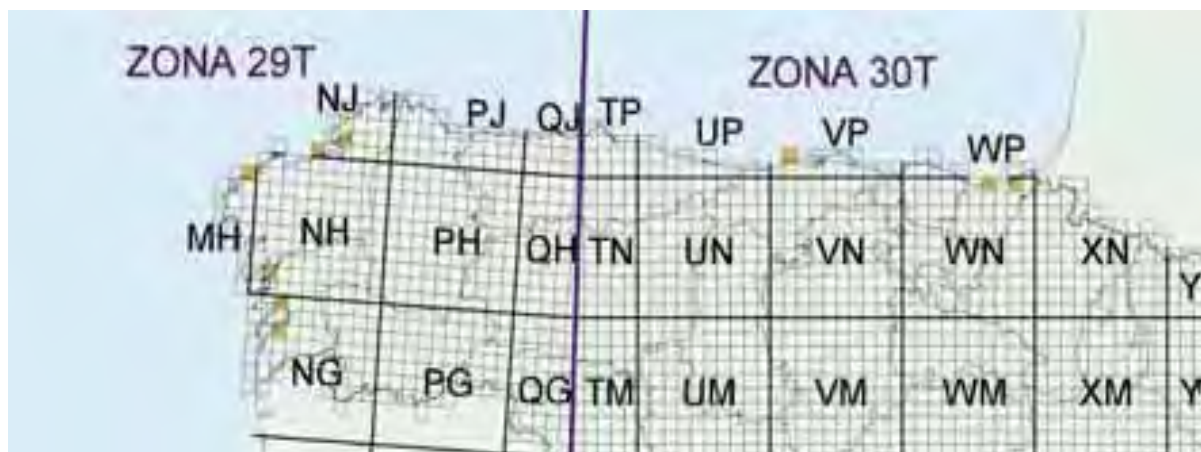 ZONA 29T
ZONA 30T
NJ PJ QJ TP UP VP WP
MH NH PH QH TN UN VN WN XN Y
NG PG QG TM UM VM WM XM Y